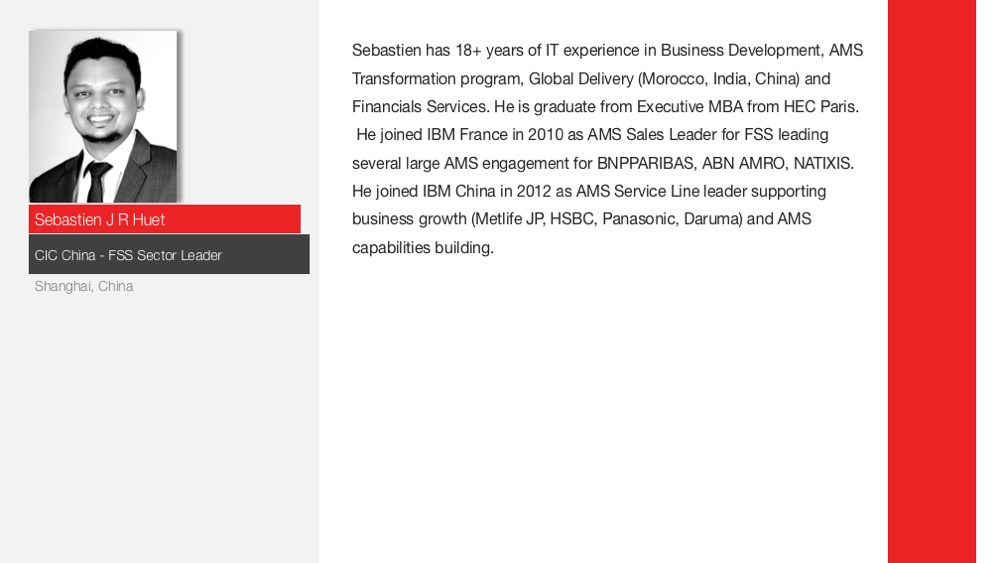 Sebastien J R Huet
CIC China - FSS Sector Leader
Shanghai, China
Sebastien has 18+ years of IT experience in Business Development, AMS
Transformation program, Global Delivery (Morocco, India, China) and
Financials Services. He is graduate from Executive MBA from HEC Paris.
He joined IBM France in 2010 as AMS Sales Leader for FSS leading
several large AMS engagement for BNPPARIBAS, ABN AMRO, NATIXIS.
He joined IBM China in 2012 as AMS Service Line leader supporting
business growth (Metlife JP, HSBC, Panasonic, Daruma) and AMS
capabilities building.